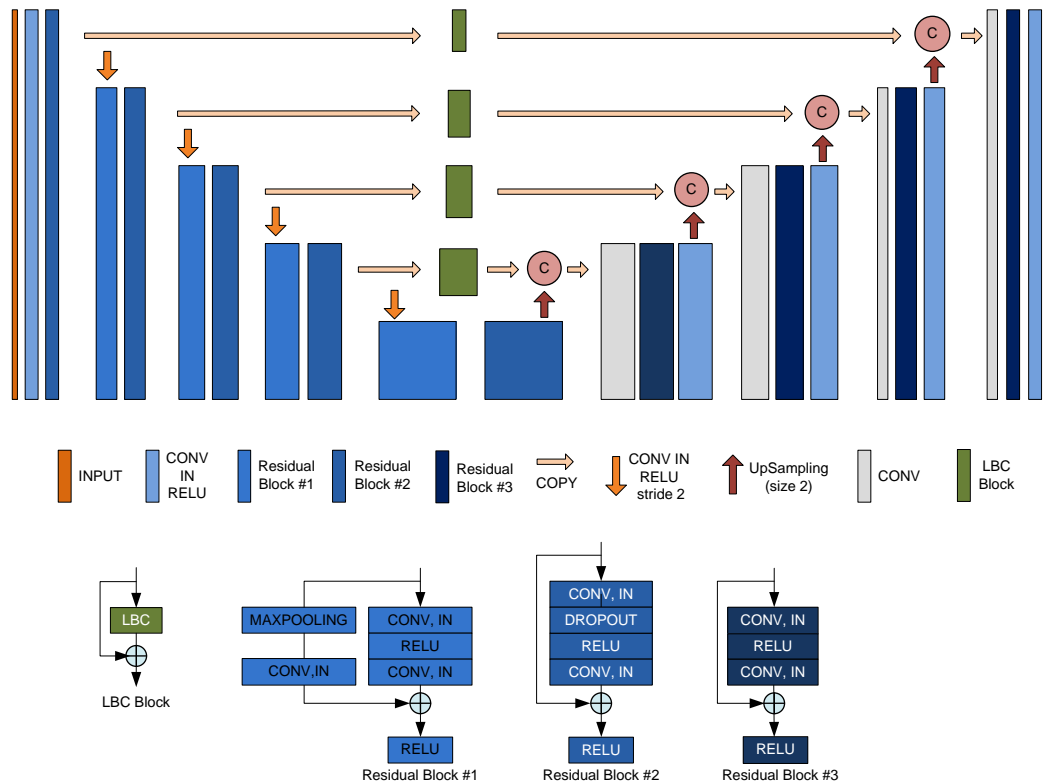 C
C
C
C
INPUT
CONV
IN
RELU
Residual
Block #1
Residual
Block #2
Residual
Block #3
COPY
CONV IN
RELU
stride 2
UpSampling
(size 2)
CONV
LBC
Block
LBC
LBC Block
MAXPOOLING
CONV,IN
CONV, IN
RELU
CONV, IN
RELU
Residual Block #1
CONV, IN
DROPOUT
RELU
CONV, IN
RELU
Residual Block #2
CONV, IN
RELU
CONV, IN
RELU
Residual Block #3